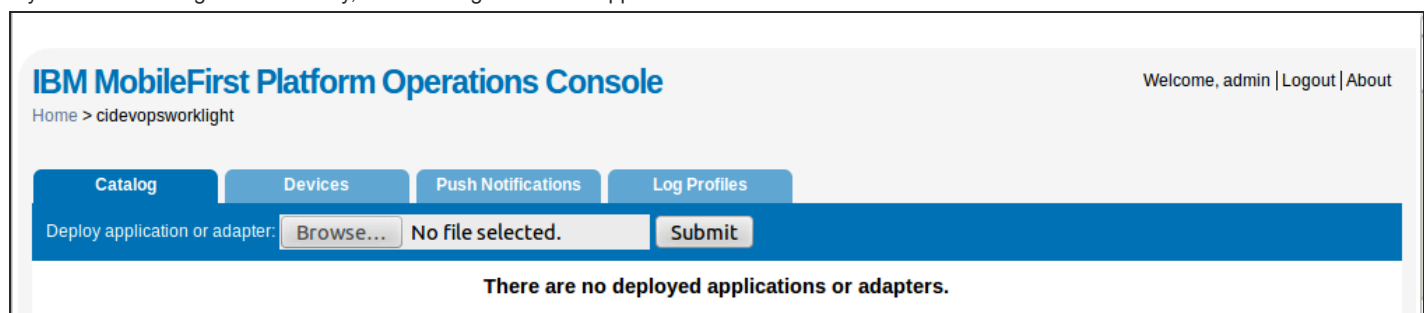 IBM MobileFirst Platform Operations Console
Welcome, admin | Logout | About
Home > cidevopsworklight
Catalog Devices Push Notifications Log Profiles
Deploy application or adapter: Browse... No file selected. Submit
There are no deployed applications or adapters.